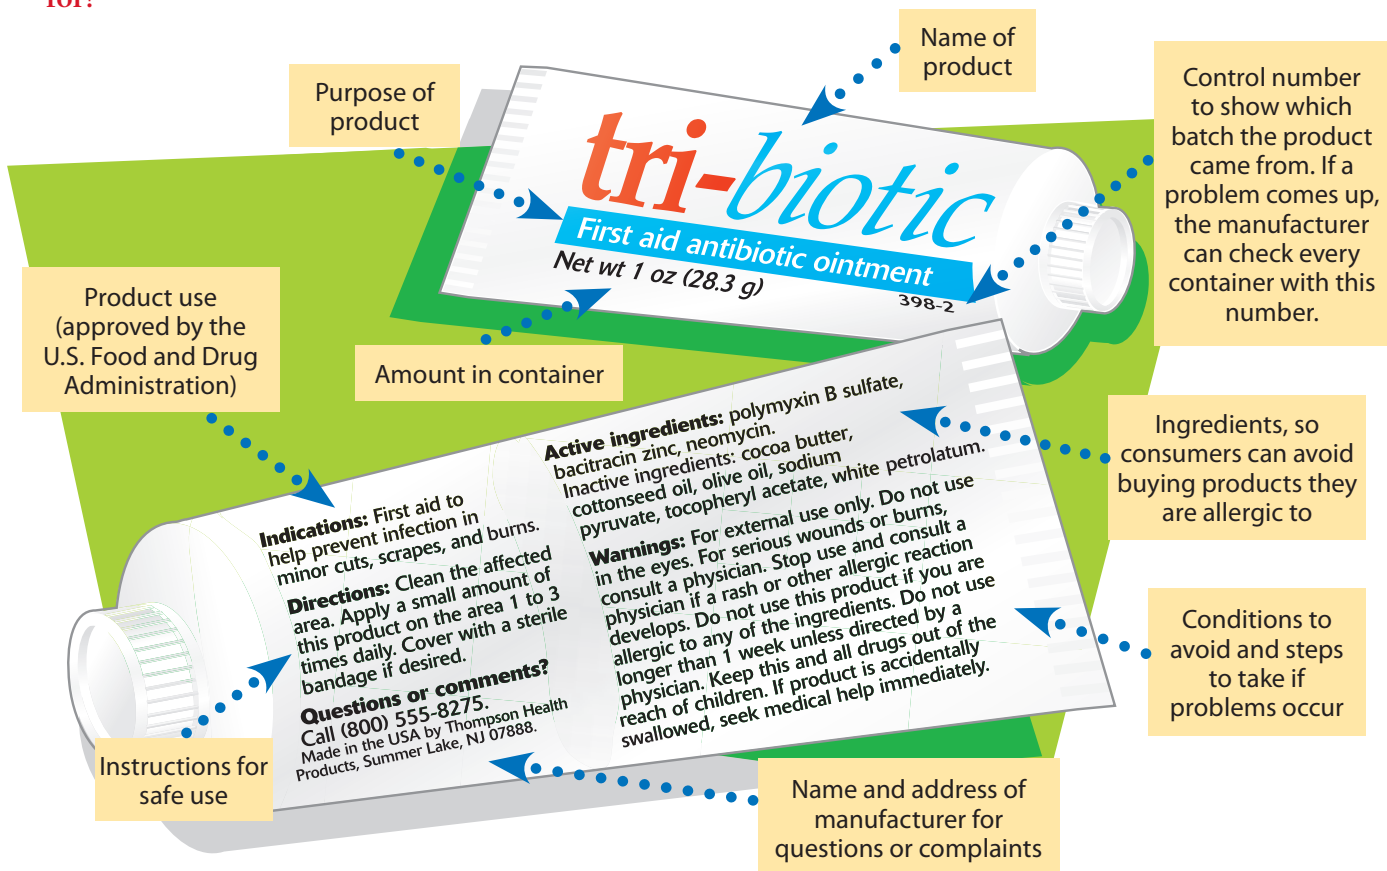 for?
Name of
product
Purpose of
product
Control number
to show which
batch the product
came from. If a
problem comes up,
the manufacturer
can check every
container with this
number.
tri-biotic
First aid antibiotic ointment
Net wt 1 oz (28.3 g)
398-2
Product use
(approved by the
U.S. Food and Drug
Administration)
Amount in container
Indications: First aid to
help prevent infection in
minor cuts, scrapes, and burns.
Directions: Clean the affected
area. Apply a small amount of
this product on the area 1 to 3
times daily. Cover with a sterile
bandage if desired.
Questions or comments?
Call (800) 555-8275.
Made in the USA by Thompson Health
Products, Summer Lake, NJ 07888.
Active ingredients: polymyxin B sulfate,
bacitracin zinc, neomycin.
Inactive ingredients: cocoa butter,
cottonseed oil, olive oil, sodium
pyruvate, tocopheryl acetate, white petrolatum.
Warnings: For external use only. Do not use
in the eyes. For serious wounds or burns,
consult a physician. Stop use and consult a
physician if a rash or other allergic reaction
develops. Do not use this product if you are
allergic to any of the ingredients. Do not use
longer than 1 week unless directed by a
physician. Keep this and all drugs out of the
reach of children. If product is accidentally
swallowed, seek medical help immediately.
Ingredients, so
consumers can avoid
buying products they
are allergic to
Conditions to
avoid and steps
to take if
problems occur
Instructions for
safe use
Name and address of
manufacturer for
questions or complaints